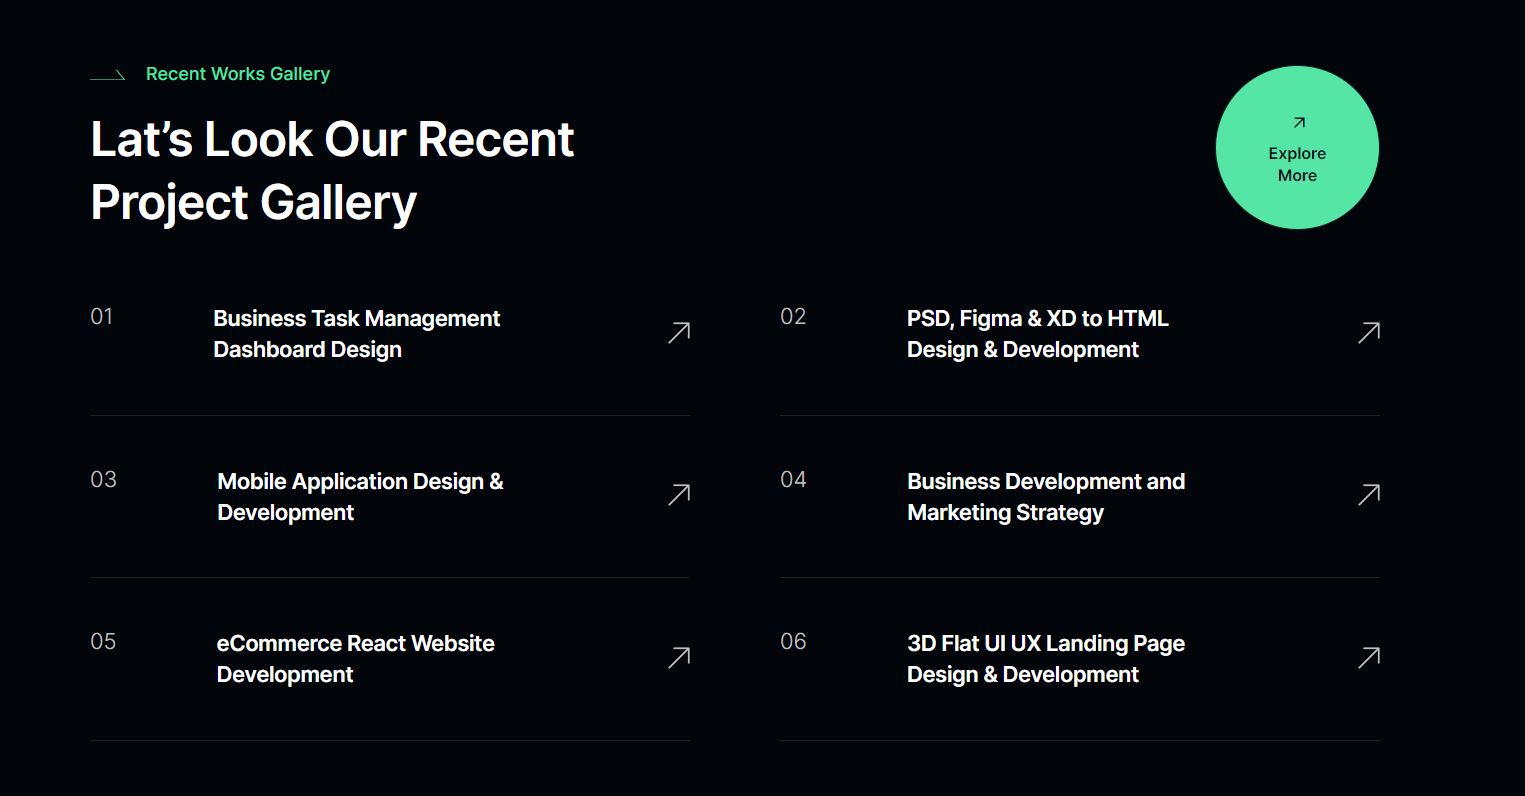 Recent Works Gallery
Lat’s Look Our Recent
Project Gallery
Explore
More
01
Business Task Management
Dashboard Design
02
PSD, Figma & XD to HTML
Design & Development
03
Mobile Application Design &
Development
04
Business Development and
Marketing Strategy
05
eCommerce React Website
Development
06
3D Flat UI UX Landing Page
Design & Development